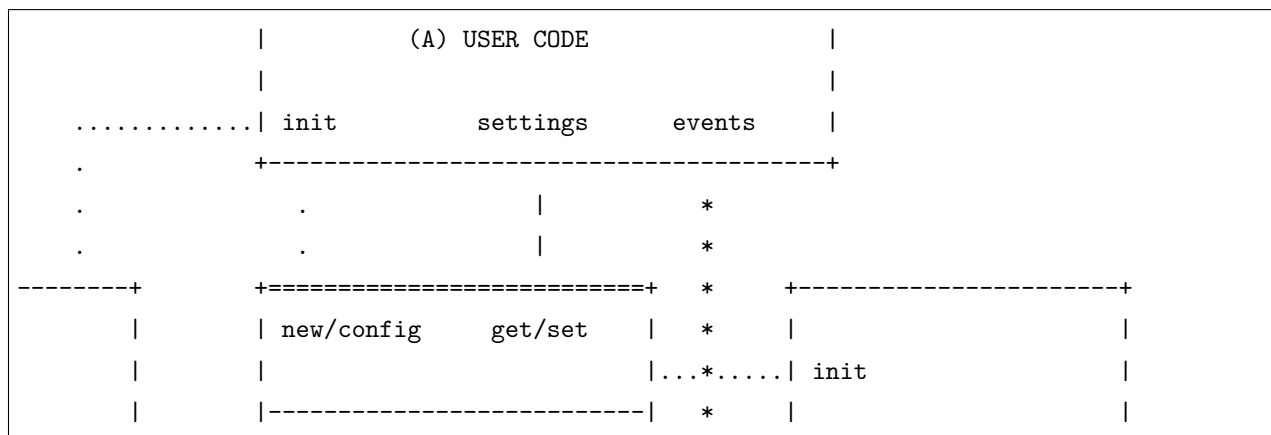 |          (A) USER CODE                 |
                  |                                        |
    .............| init          settings      events     |
    .            +----------------------------------------+
    .                .                |           *
    .                .                |           *
--------+        +===========================+   *     +-----------------------+
        |        | new/config     get/set    |   *     |                       |
        |        |                           |...*.....| init                  |
        |        |---------------------------|   *     |                       |